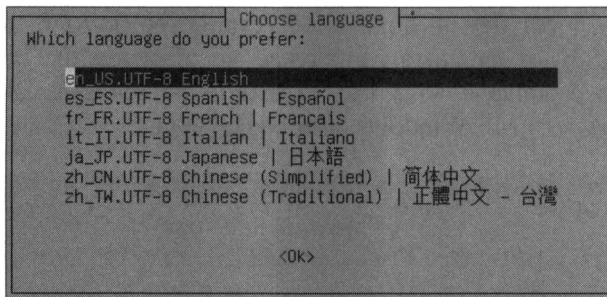 Choose language
Which language do you prefer:
en_US.UTF-8 English
es_ES.UTF-8 Spanish | Español
fr_FR.UTF-8 French | Français
it_IT.UTF-8 Italian | Italiano
ja_JP.UTF-8 Japanese | 日本語
zh_CN.UTF-8 Chinese (Simplified) | 简体中文
zh_TW.UTF-8 Chinese (Traditional) | 正體中文 - 台灣
<Ok>